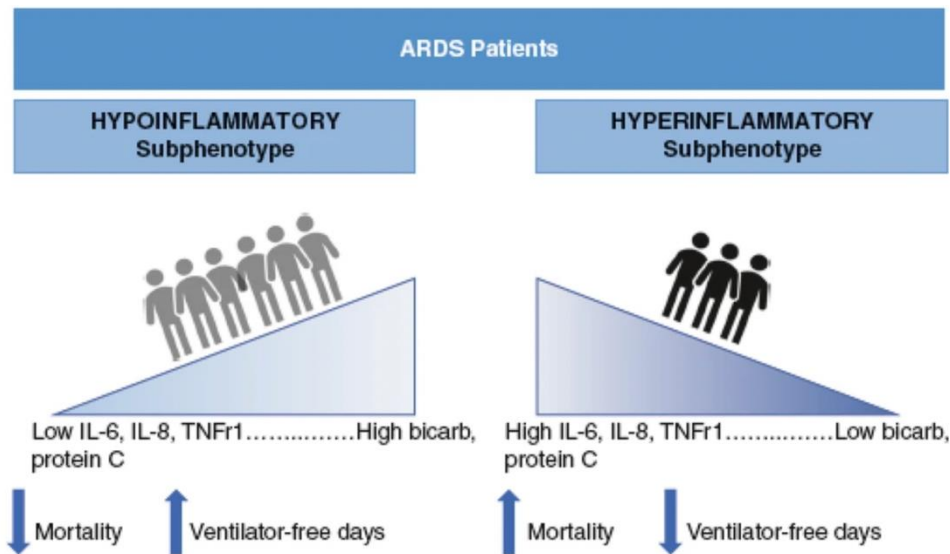 ARDS Patients
HYPOINFLAMMATORY
Subphenotype
HYPERINFLAMMATORY
Subphenotype
Low IL-6, IL-8, TNFr1……..……High bicarb,
protein C
High IL-6, IL-8, TNFr1……...……Low bicarb,
protein C
Mortality
Ventilator-free days
Mortality
Ventilator-free days